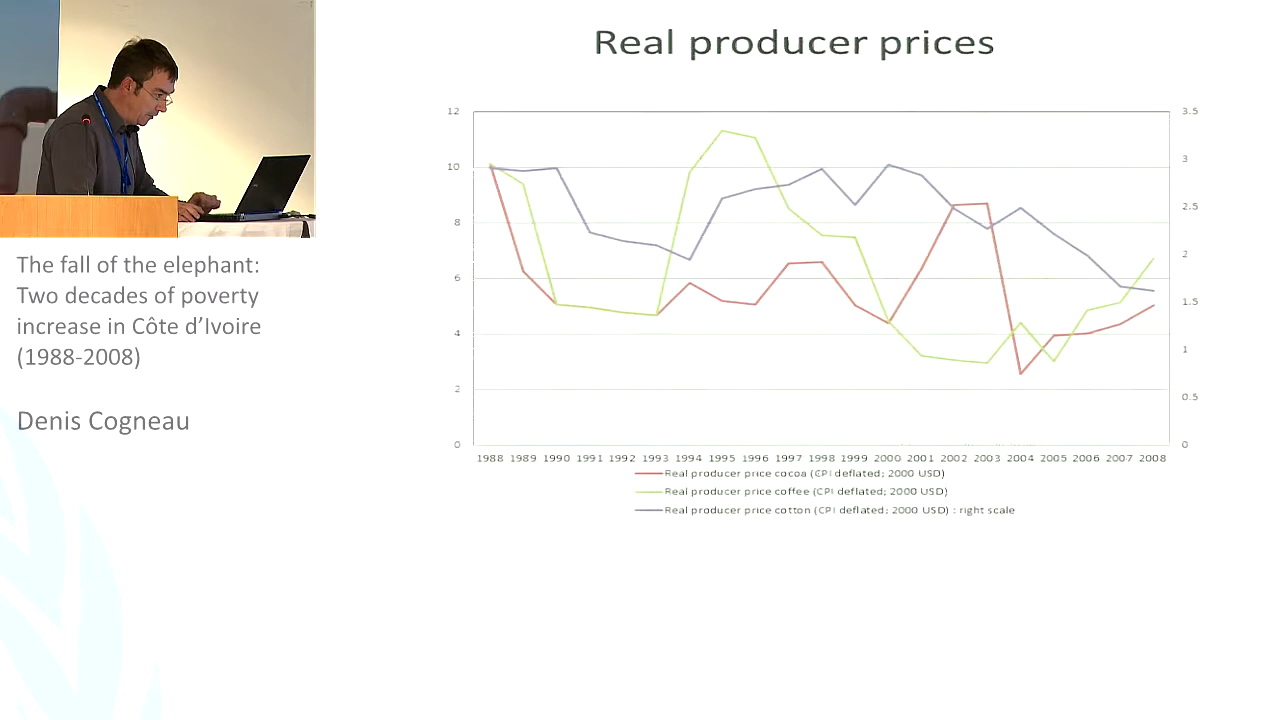 Real producer prices
12
10
8
6
4
2
0
3.5
3
2.5
2
1.5
1
0.5
0
1988 1989 1990 1991 1992 1993 1994 1995 1996 1997 1998 1999 2000 2001 2002 2003 2004 2005 2006 2007 2008
Real producer price cocoa (CPI deflated; 2000 USD)
Real producer price coffee (CPI deflated; 2000 USD)
Real producer price cotton (CPI deflated; 2000 USD) : right scale
The fall of the elephant:
Two decades of poverty
increase in Côte d’Ivoire
(1988-2008)
Denis Cogneau